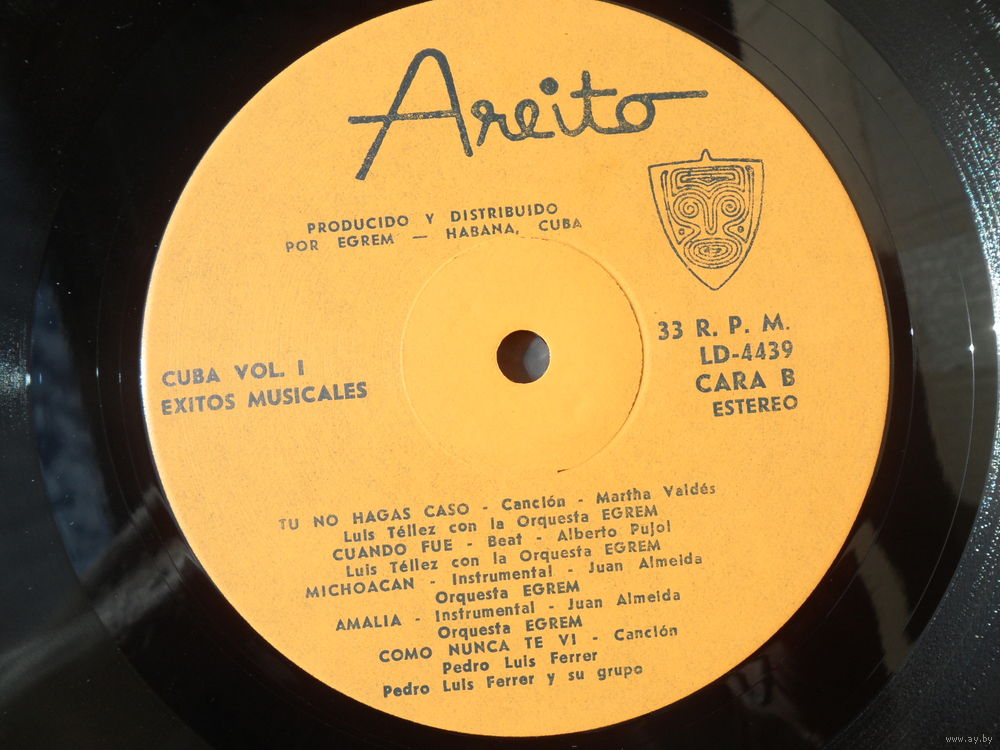 Areito
PRODUCIDO Y DISTRIBUIDO
POR EGREM — HABANA, CUBA
33 R. P. M.
LD-4439
CARA B
ESTEREO
CUBA VOL. I
EXITOS MUSICALES
TU NO HAGAS CASO - Canción - Martha Valdés
Luis Téllez con la Orquesta EGREM
CUANDO FUE - Beat - Alberto Pujol
Luis Téllez con la Orquesta EGREM
MICHOACAN - Instrumental - Juan Almeida
Orquesta EGREM
AMALIA - Instrumental - Juan Almeida
Orquesta EGREM
COMO NUNCA TE VI - Canción
Pedro Luis Ferrer
Pedro Luis Ferrer y su grupo
www.ay.by